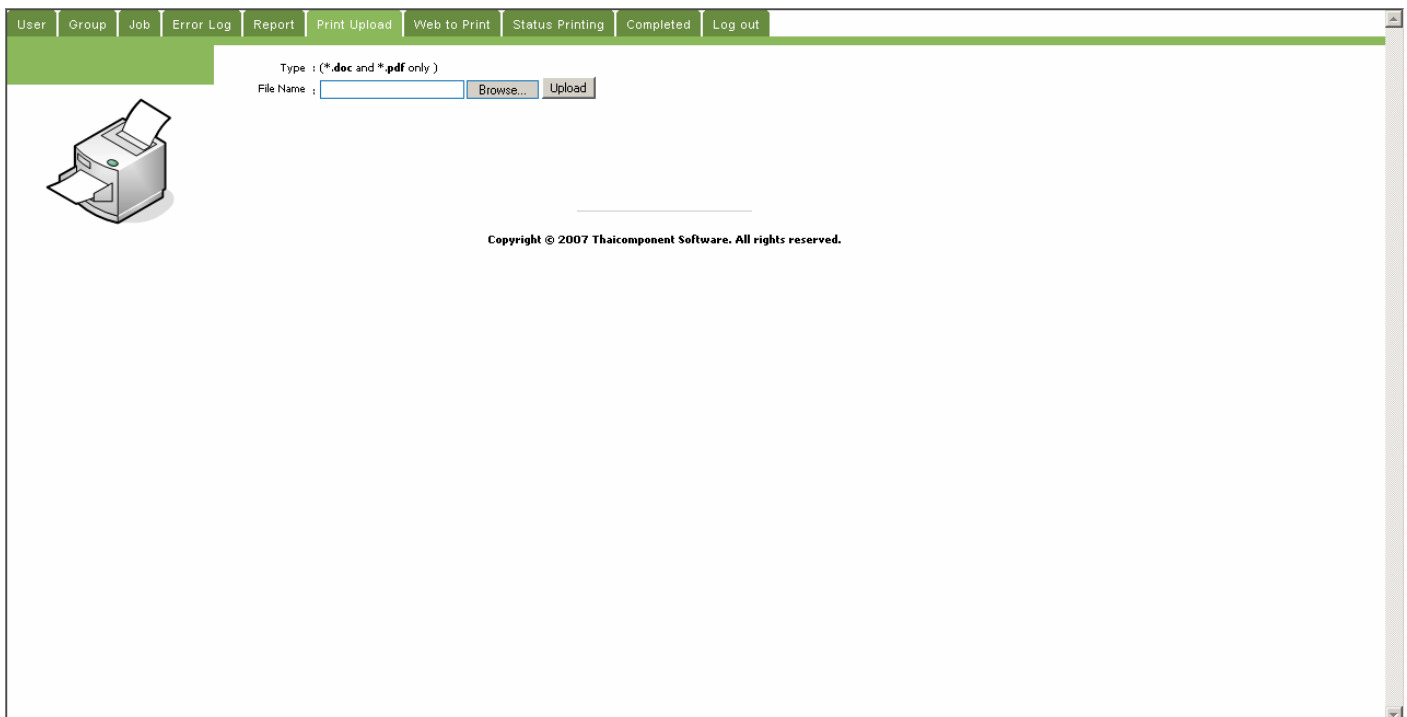 User Group Job Error Log Report Print Upload Web to Print Status Printing Completed Log out
Type : (*.doc and *.pdf only )
File Name : Browse... Upload
Copyright © 2007 Thaicomponent Software. All rights reserved.